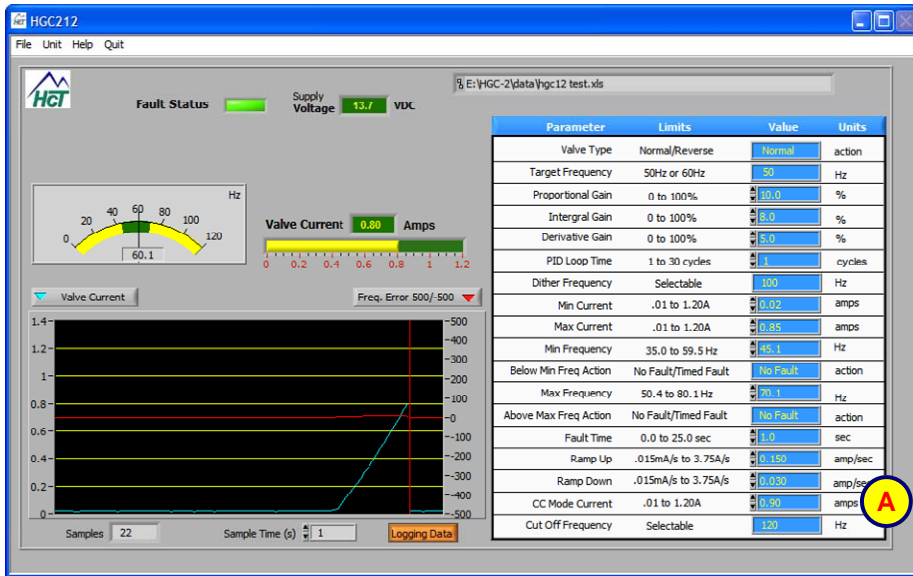 HGC212
File Unit Help Quit
HCT
Fault Status
Supply Voltage 13.7 VDC
E:\HGC-2\data\hgc12 test.xls
Hz
0 20 40 60 80 100 120
60.1
Valve Current 0.80 Amps
0 0.2 0.4 0.6 0.8 1 1.2
Valve Current
Freq. Error 500/-500
1.4- -500
-400
1.2-
-300
1- -200
0.8- -100
-0
0.6- --100
0.4- --200
--300
0.2- --400
0- --500
Samples 22
Sample Time (s) 1
Logging Data
Parameter Limits Value Units
Valve Type Normal/Reverse Normal action
Target Frequency 50Hz or 60Hz 50 Hz
Proportional Gain 0 to 100% 10.0 %
Intergral Gain 0 to 100% 8.0 %
Derivative Gain 0 to 100% 5.0 %
PID Loop Time 1 to 30 cycles 1 cycles
Dither Frequency Selectable 100 Hz
Min Current .01 to 1.20A 0.02 amps
Max Current .01 to 1.20A 0.85 amps
Min Frequency 35.0 to 59.5 Hz 45.1 Hz
Below Min Freq Action No Fault/Timed Fault No Fault action
Max Frequency 50.4 to 80.1 Hz 70.1 Hz
Above Max Freq Action No Fault/Timed Fault No Fault action
Fault Time 0.0 to 25.0 sec 1.0 sec
Ramp Up .015mA/s to 3.75A/s 0.150 amp/sec
Ramp Down .015mA/s to 3.75A/s 0.030 amp/sec
CC Mode Current .01 to 1.20A 0.90 amps
A
Cut Off Frequency Selectable 120 Hz